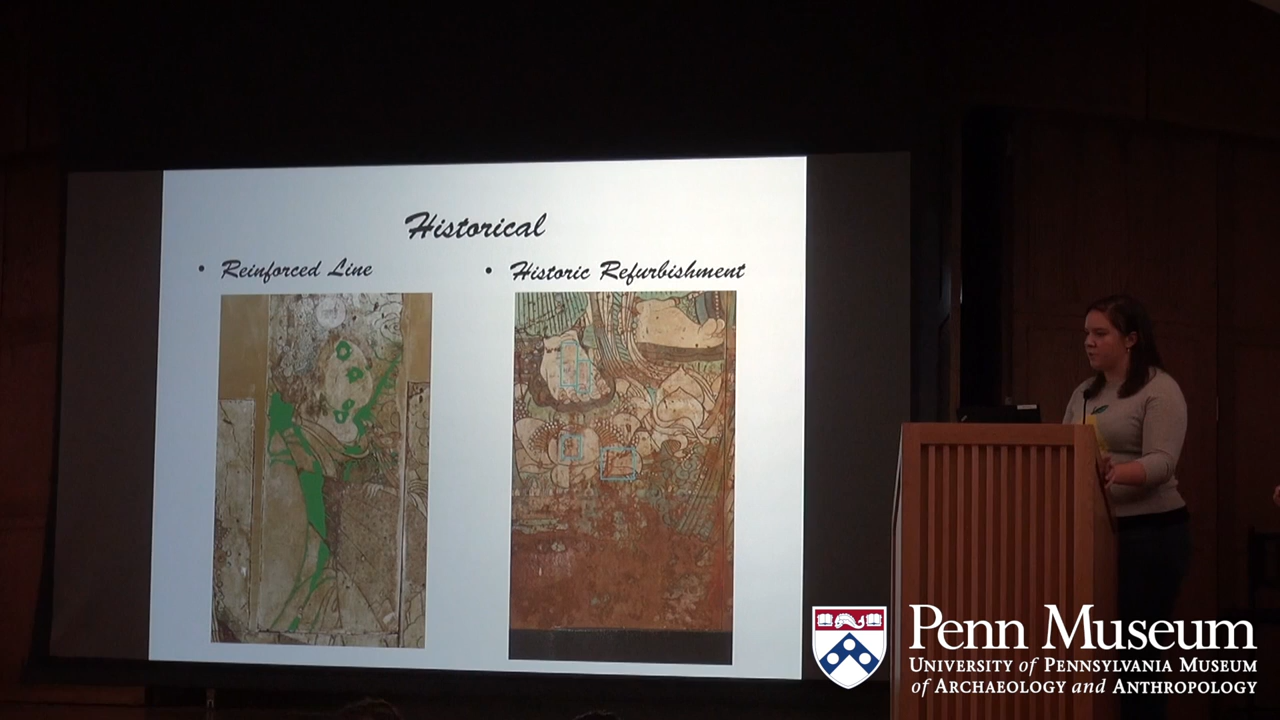 Historical
• Reinforced Line
• Historic Refurbishment
Penn Museum
University of Pennsylvania Museum
of Archaeology and Anthropology